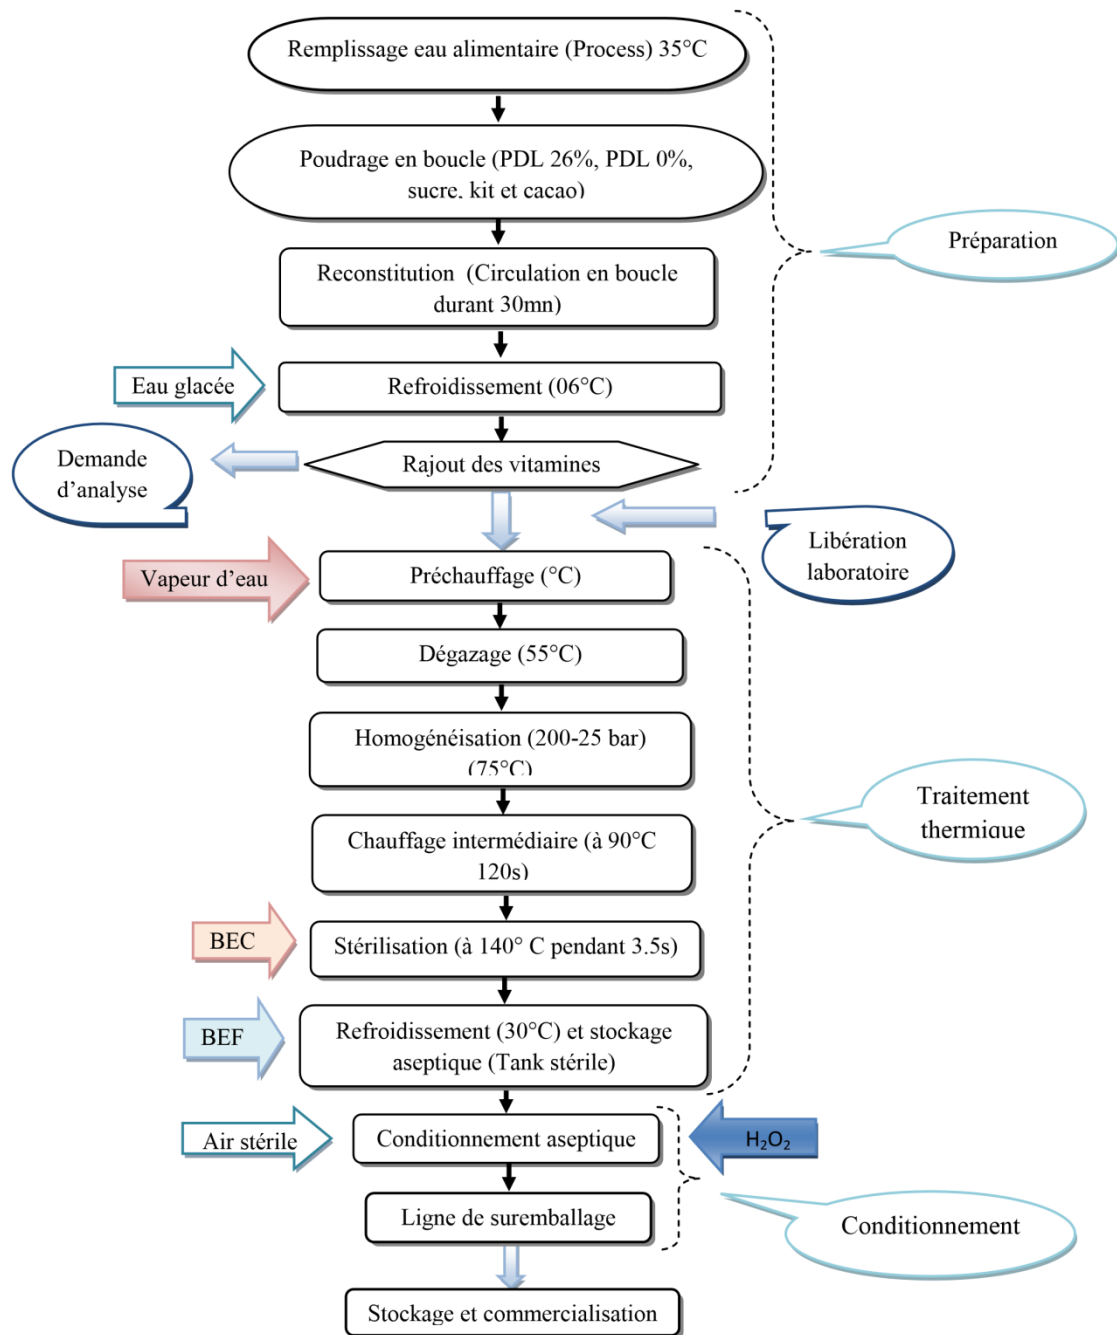 Remplissage eau alimentaire (Process) 35°C
Poudrage en boucle (PDL 26%, PDL 0%,
sucre, kit et cacao)
Préparation
Reconstitution (Circulation en boucle
durant 30mn)
Eau glacée
Refroidissement (06°C)
Demande
d'analyse
Rajout des vitamines
Libération
laboratoire
Vapeur d'eau
Préchauffage (°C)
Dégazage (55°C)
Homogénéisation (200-25 bar)
(75°C)
Traitement
thermique
Chauffage intermédiaire (à 90°C
120s)
BEC
Stérilisation (à 140° C pendant 3.5s)
BEF
Refroidissement (30°C) et stockage
aseptique (Tank stérile)
Air stérile
Conditionnement aseptique
H₂O₂
Ligne de suremballage
Conditionnement
Stockage et commercialisation